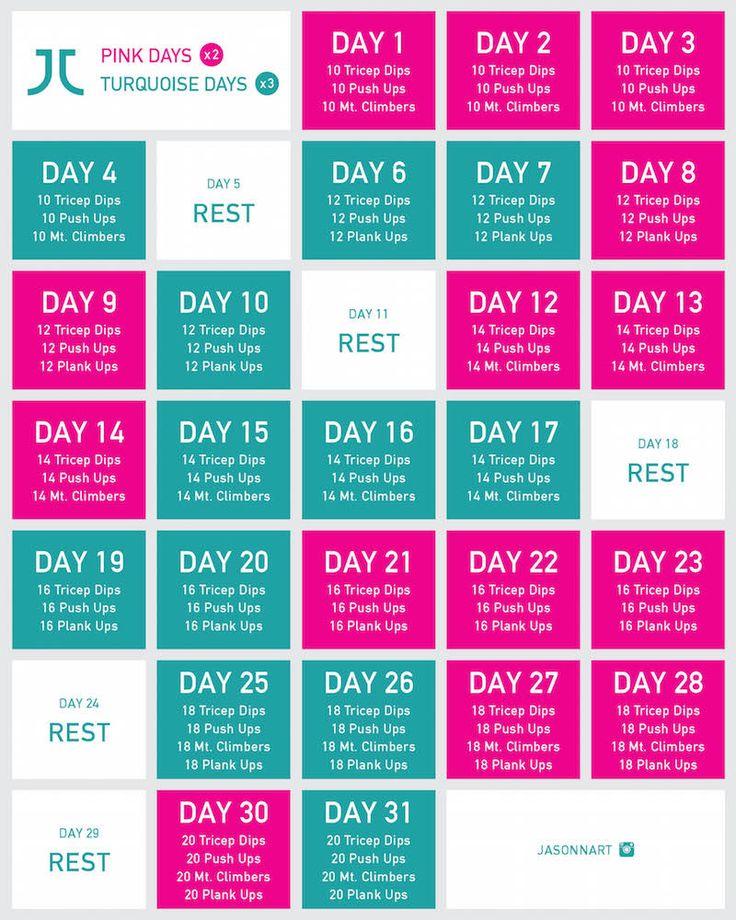 PINK DAYS x2
TURQUOISE DAYS x3
DAY 1
10 Tricep Dips
10 Push Ups
10 Mt. Climbers
DAY 2
10 Tricep Dips
10 Push Ups
10 Mt. Climbers
DAY 3
10 Tricep Dips
10 Push Ups
10 Mt. Climbers
DAY 4
10 Tricep Dips
10 Push Ups
10 Mt. Climbers
DAY 5
REST
DAY 6
12 Tricep Dips
12 Push Ups
12 Plank Ups
DAY 7
12 Tricep Dips
12 Push Ups
12 Plank Ups
DAY 8
12 Tricep Dips
12 Push Ups
12 Plank Ups
DAY 9
12 Tricep Dips
12 Push Ups
12 Plank Ups
DAY 10
12 Tricep Dips
12 Push Ups
12 Plank Ups
DAY 11
REST
DAY 12
14 Tricep Dips
14 Push Ups
14 Mt. Climbers
DAY 13
14 Tricep Dips
14 Push Ups
14 Mt. Climbers
DAY 14
14 Tricep Dips
14 Push Ups
14 Mt. Climbers
DAY 15
14 Tricep Dips
14 Push Ups
14 Mt. Climbers
DAY 16
14 Tricep Dips
14 Push Ups
14 Mt. Climbers
DAY 17
14 Tricep Dips
14 Push Ups
14 Mt. Climbers
DAY 18
REST
DAY 19
16 Tricep Dips
16 Push Ups
16 Plank Ups
DAY 20
16 Tricep Dips
16 Push Ups
16 Plank Ups
DAY 21
16 Tricep Dips
16 Push Ups
16 Plank Ups
DAY 22
16 Tricep Dips
16 Push Ups
16 Plank Ups
DAY 23
16 Tricep Dips
16 Push Ups
16 Plank Ups
DAY 24
REST
DAY 25
18 Tricep Dips
18 Push Ups
18 Mt. Climbers
18 Plank Ups
DAY 26
18 Tricep Dips
18 Push Ups
18 Mt. Climbers
18 Plank Ups
DAY 27
18 Tricep Dips
18 Push Ups
18 Mt. Climbers
18 Plank Ups
DAY 28
18 Tricep Dips
18 Push Ups
18 Mt. Climbers
18 Plank Ups
DAY 29
REST
DAY 30
20 Tricep Dips
20 Push Ups
20 Mt. Climbers
20 Plank Ups
DAY 31
20 Tricep Dips
20 Push Ups
20 Mt. Climbers
20 Plank Ups
JASONNART